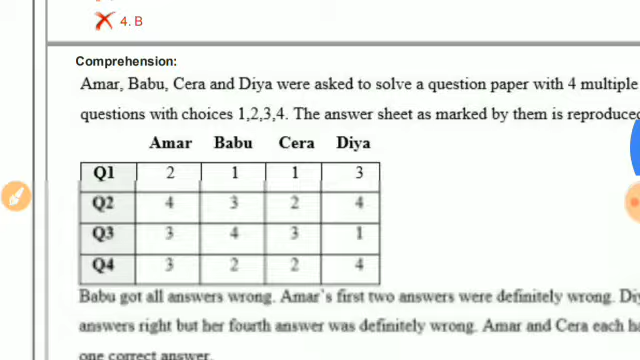 4. B
Comprehension:
Amar, Babu, Cera and Diya were asked to solve a question paper with 4 multiple
questions with choices 1,2,3,4. The answer sheet as marked by them is reproduced
Amar Babu Cera Diya
Q1 2 1 1 3
Q2 4 3 2 4
Q3 3 4 3 1
Q4 3 2 2 4
Babu got all answers wrong. Amar's first two answers were definitely wrong.
answers right but her fourth answer was definitely wrong. Amar and Cera each
one correct answer.